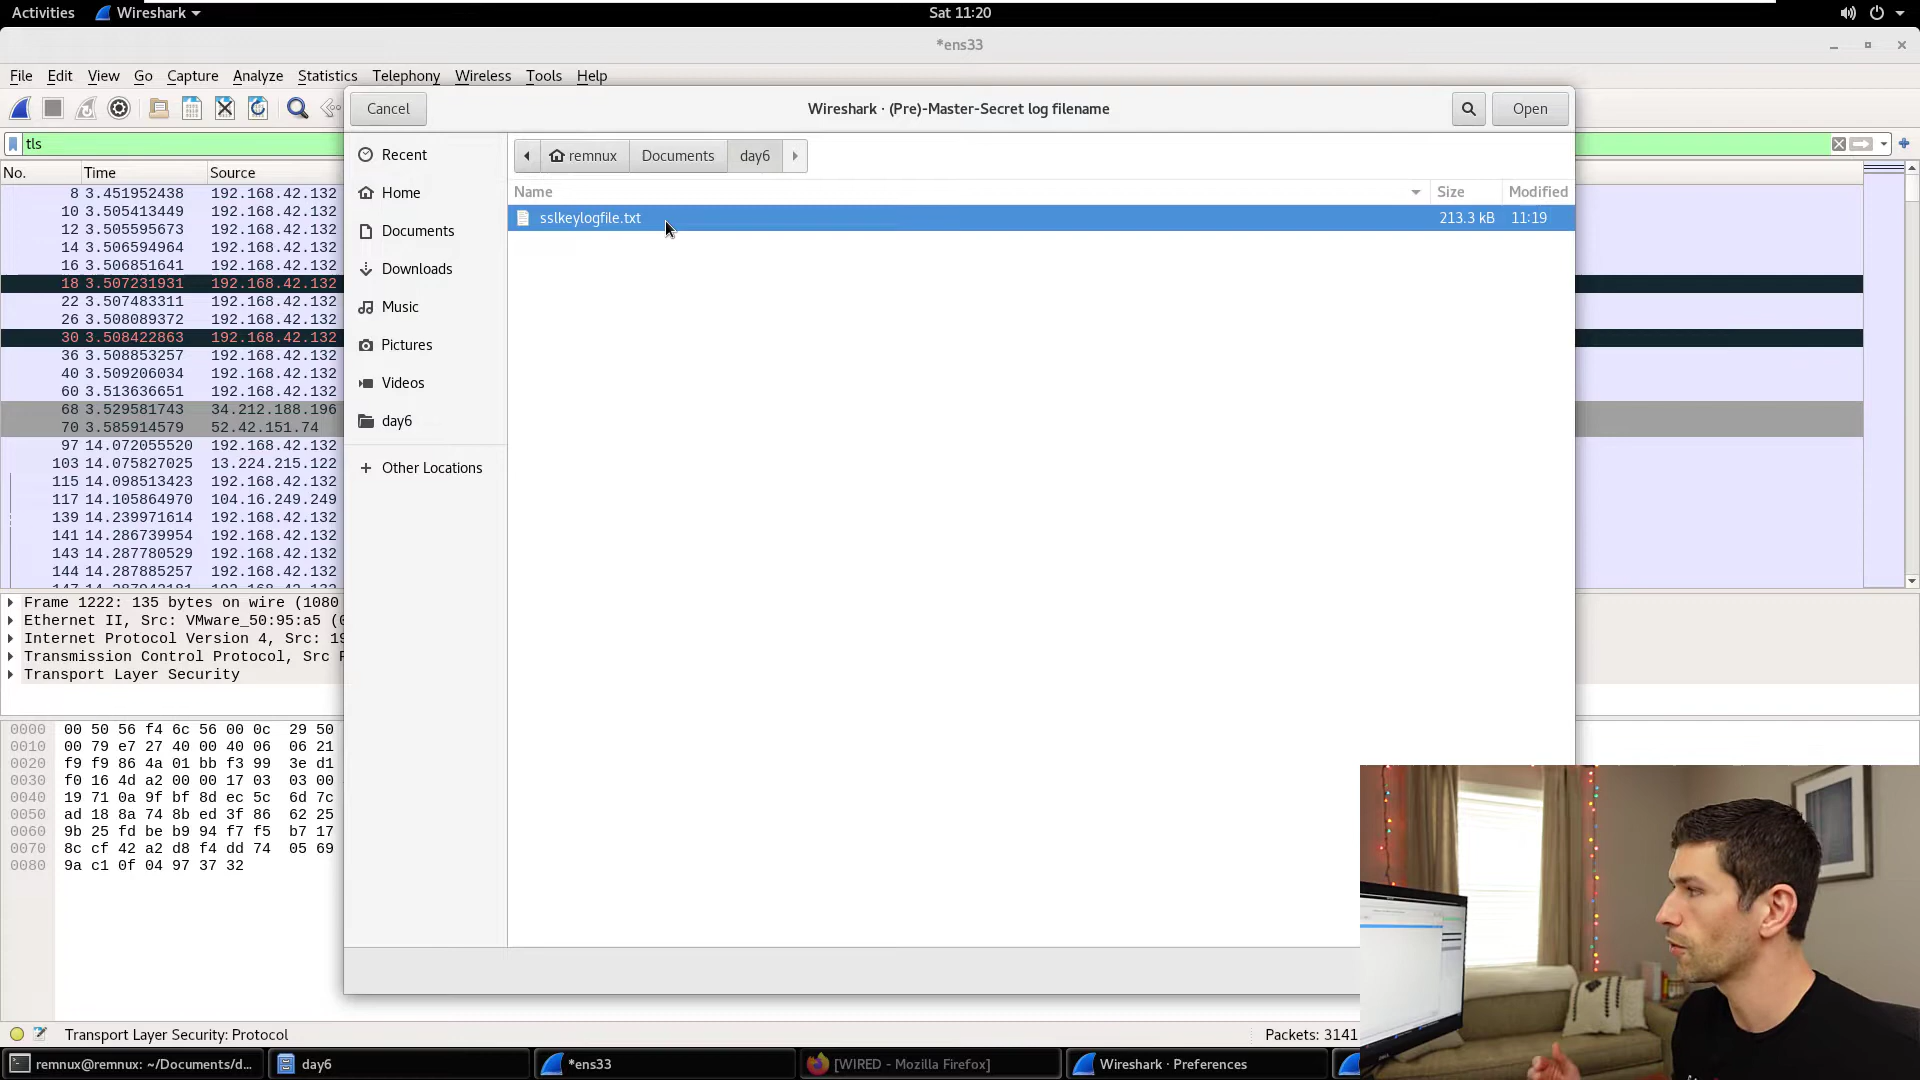 Activities Wireshark Sat 11:20
*ens33
File Edit View Go Capture Analyze Statistics Telephony Wireless Tools Help
Cancel Wireshark · (Pre)-Master-Secret log filename Open
tls
remnux Documents day6
No. Time Source
Name Size Modified
sslkeylogfile.txt 213.3 kB 11:19
Recent
Home
Documents
Downloads
Music
Pictures
Videos
day6
Other Locations
8 3.451952438 192.168.42.132
10 3.505413449 192.168.42.132
12 3.505595673 192.168.42.132
14 3.506594964 192.168.42.132
16 3.506851641 192.168.42.132
18 3.507231931 192.168.42.132
22 3.507483311 192.168.42.132
26 3.508089372 192.168.42.132
30 3.508422863 192.168.42.132
36 3.508853257 192.168.42.132
40 3.509206034 192.168.42.132
60 3.513636651 192.168.42.132
68 3.529581743 34.212.188.196
70 3.585914579 52.42.151.74
97 14.072055520 192.168.42.132
103 14.075827025 13.224.215.122
115 14.098513423 192.168.42.132
117 14.105864970 104.16.249.249
139 14.239971614 192.168.42.132
141 14.286739954 192.168.42.132
143 14.287780529 192.168.42.132
144 14.287885257 192.168.42.132
Frame 1222: 135 bytes on wire (1080
Ethernet II, Src: VMware_50:95:a5 (
Internet Protocol Version 4, Src: 19
Transmission Control Protocol, Src
Transport Layer Security
0000 00 50 56 f4 6c 56 00 0c 29 50
0010 00 79 e7 27 40 00 40 06 06 21
0020 f9 f9 86 4a 01 bb f3 99 3e d1
0030 f0 16 4d a2 00 00 17 03 03 00
0040 19 71 0a 9f bf 8d ec 5c 6d 7c
0050 ad 18 8a 74 8b ed 3f 86 62 25
0060 9b 25 fd be b9 94 f7 f5 b7 17
0070 8c cf 42 a2 d8 f4 dd 74 05 69
0080 9a c1 0f 04 97 37 32
Transport Layer Security: Protocol Packets: 3141
remnux@remnux: ~/Documents/d... day6 *ens33 [WIRED - Mozilla Firefox] Wireshark · Preferences